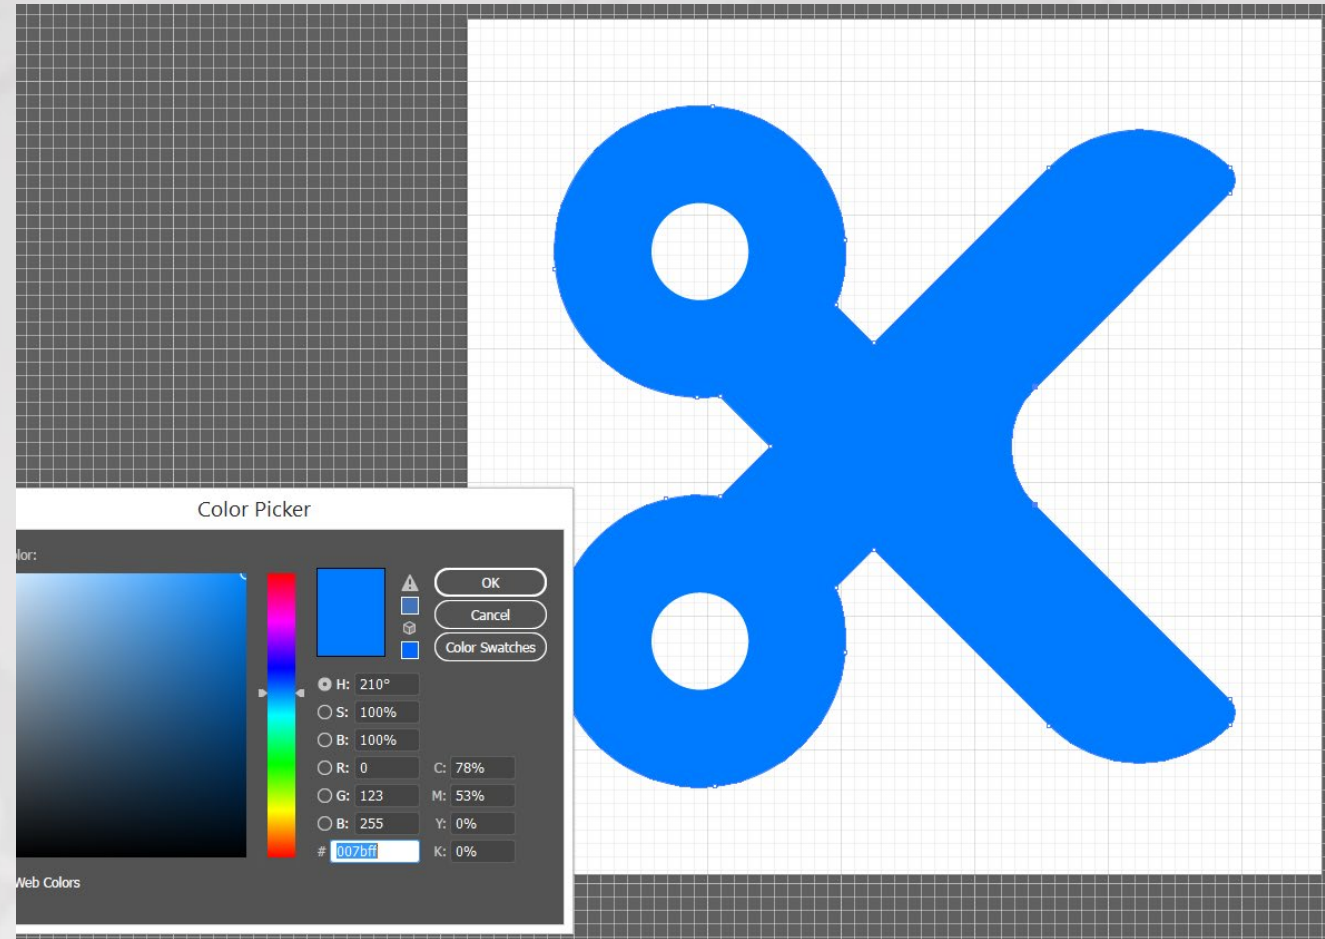 Color Picker
lor:
OK
Cancel
Color Swatches
H: 210°
S: 100%
B: 100%
R: 0
C: 78%
G: 123
M: 53%
B: 255
Y: 0%
# 007bff
K: 0%
Web Colors